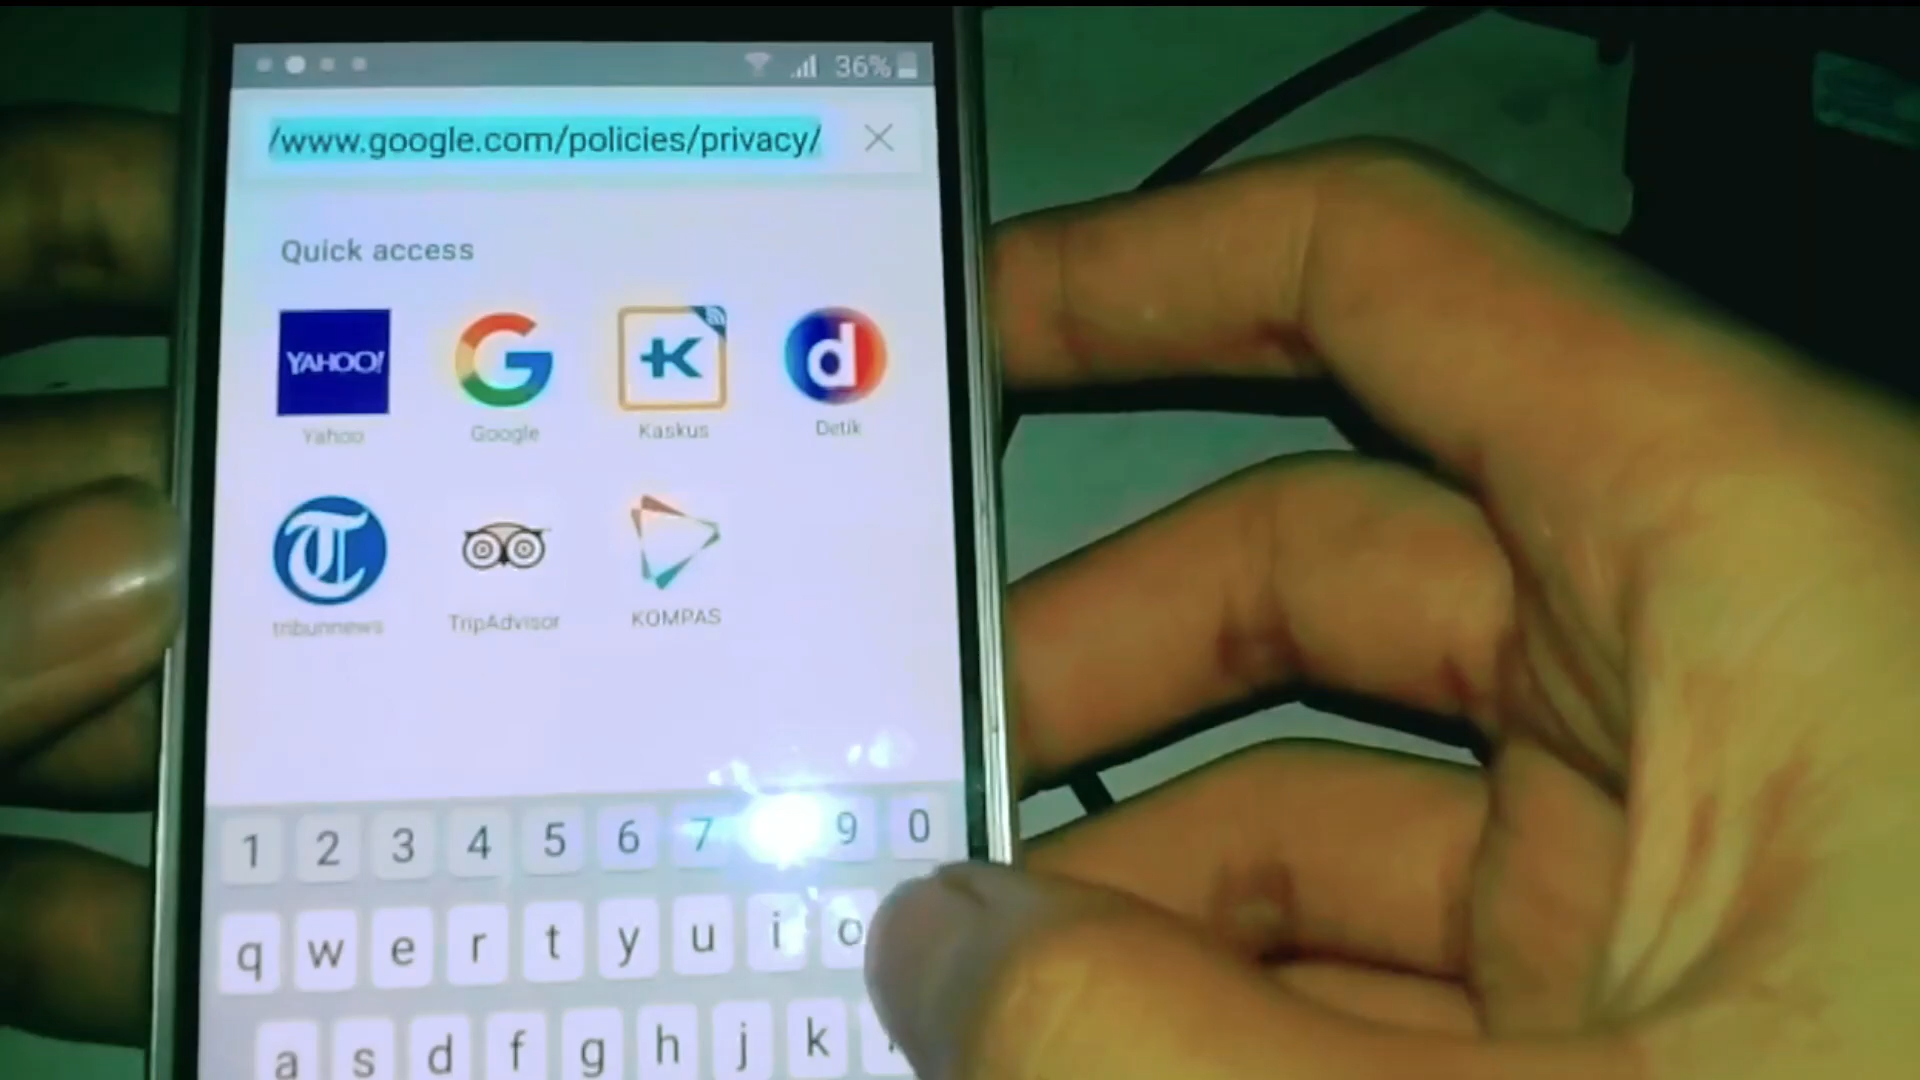 36%
/www.google.com/policies/privacy/
Quick access
YAHOO!
Yahoo
Google
Kaskus
d
Detik
T
tribunnews
TripAdvisor
KOMPAS
1 2 3 4 5 6 7 9 0
q w e r t y u i o
a s d f g h j k